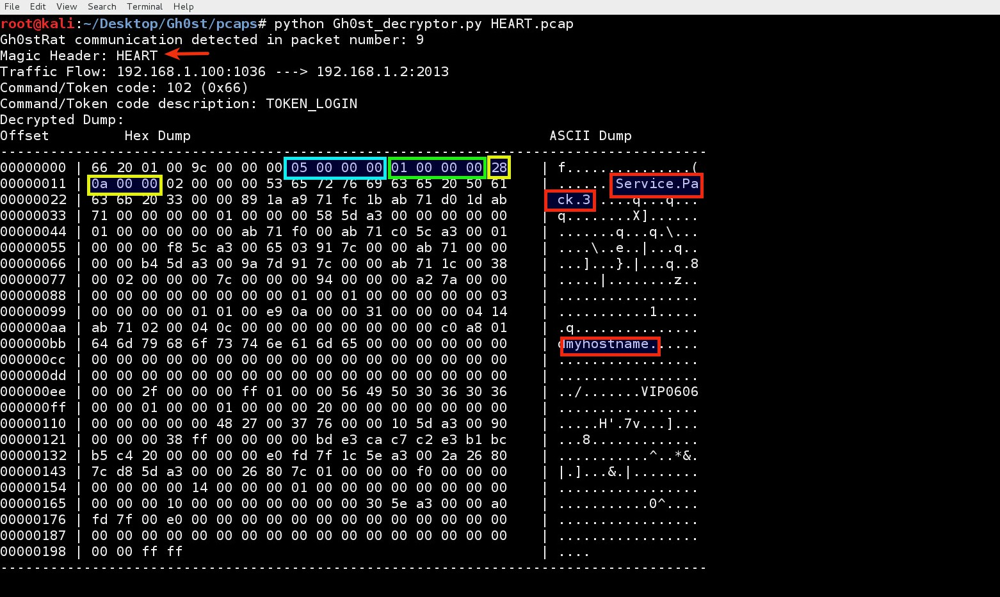 File Edit View Search Terminal Help
root@kali:~/Desktop/Gh0st/pcaps# python Gh0st_decryptor.py HEART.pcap
Gh0stRat communication detected in packet number: 9
Magic Header: HEART
Traffic Flow: 192.168.1.100:1036 ---> 192.168.1.2:2013
Command/Token code: 102 (0x66)
Command/Token code description: TOKEN_LOGIN
Decrypted Dump:
Offset Hex Dump ASCII Dump
-------------------------------------------------------------------------------------
00000000 | 66 20 01 00 9c 00 00 00 05 00 00 00 01 00 00 00 28 | f..............(
00000011 | 0a 00 00 02 00 00 00 53 65 72 76 69 63 65 20 50 61 | .......Service.Pa
00000022 | 63 6b 20 33 00 00 89 1a a9 71 fc 1b ab 71 d0 1d ab | ck.3.....q...q...
00000033 | 71 00 00 00 00 01 00 00 00 58 5d a3 00 00 00 00 00 | q........X]......
00000044 | 01 00 00 00 00 00 ab 71 f0 00 ab 71 c0 5c a3 00 01 | .......q...q.\...
00000055 | 00 00 00 f8 5c a3 00 65 03 91 7c 00 00 ab 71 00 00 | ....\..e..|...q..
00000066 | 00 00 b4 5d a3 00 9a 7d 91 7c 00 00 ab 71 1c 00 38 | ...]...}.|...q..8
00000077 | 00 02 00 00 00 7c 00 00 00 94 00 00 00 a2 7a 00 00 | .....|........z..
00000088 | 00 00 00 00 00 00 00 00 01 00 01 00 00 00 00 00 03 | .................
00000099 | 00 00 00 00 01 01 00 e9 0a 00 00 31 00 00 00 04 14 | ...........1.....
000000aa | ab 71 02 00 04 0c 00 00 00 00 00 00 00 00 c0 a8 01 | .q...............
000000bb | 64 6d 79 68 6f 73 74 6e 61 6d 65 00 00 00 00 00 00 | dmyhostname......
000000cc | 00 00 00 00 00 00 00 00 00 00 00 00 00 00 00 00 00 | .................
000000dd | 00 00 00 00 00 00 00 00 00 00 00 00 00 00 00 00 00 | .................
000000ee | 00 00 2f 00 00 00 ff 01 00 00 56 49 50 30 36 30 36 | ../.......VIP0606
000000ff | 00 00 01 00 00 01 00 00 00 20 00 00 00 00 00 00 00 | .................
00000110 | 00 00 00 00 00 48 27 00 37 76 00 00 10 5d a3 00 90 | .....H'.7v...]...
00000121 | 00 00 00 38 ff 00 00 00 00 bd e3 ca c7 c2 e3 b1 bc | ...8.............
00000132 | b5 c4 20 00 00 00 00 e0 fd 7f 1c 5e a3 00 2a 26 80 | ...........^..*&.
00000143 | 7c d8 5d a3 00 00 26 80 7c 01 00 00 00 f0 00 00 00 | |.]...&.|........
00000154 | 00 00 00 00 14 00 00 00 01 00 00 00 00 00 00 00 00 | .................
00000165 | 00 00 00 10 00 00 00 00 00 00 00 30 5e a3 00 00 a0 | ...........0^....
00000176 | fd 7f 00 e0 00 00 00 00 00 00 00 00 00 00 00 00 00 | .................
00000187 | 00 00 00 00 00 00 00 00 00 00 00 00 00 00 00 00 00 | .................
00000198 | 00 00 ff ff | ....
-------------------------------------------------------------------------------------